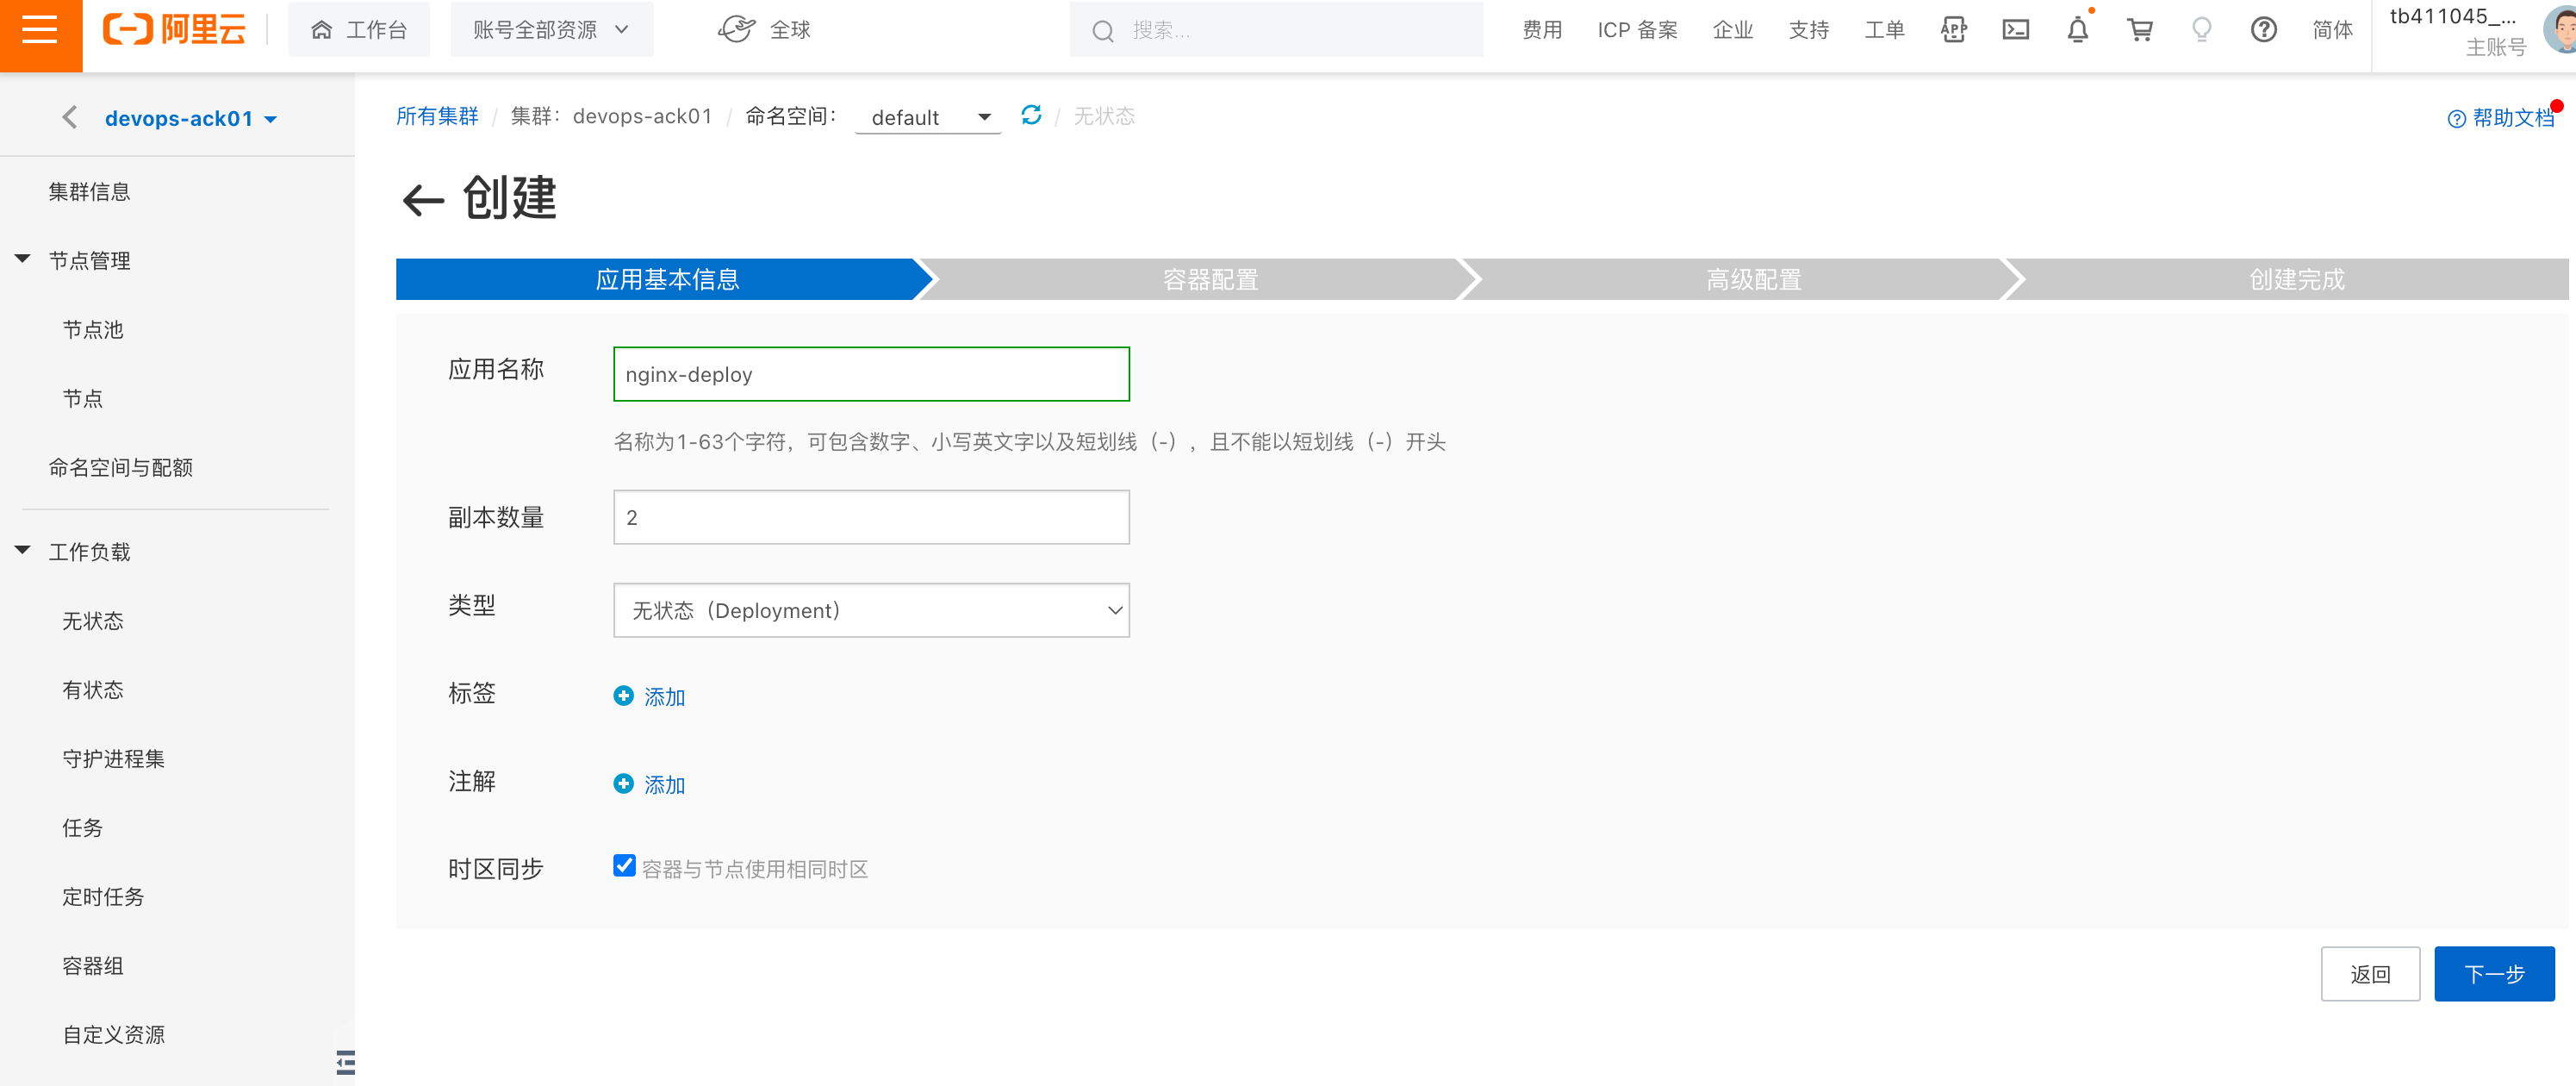 阿里云
工作台
账号全部资源
全球
搜索...
费用
ICP 备案
企业
支持
工单
APP
简体
tb411045_...
主账号
devops-ack01
集群信息
节点管理
节点池
节点
命名空间与配额
工作负载
无状态
有状态
守护进程集
任务
定时任务
容器组
自定义资源
所有集群 / 集群：devops-ack01 / 命名空间： default / 无状态
帮助文档
创建
应用基本信息
容器配置
高级配置
创建完成
应用名称
nginx-deploy
名称为1-63个字符，可包含数字、小写英文字以及短划线（-），且不能以短划线（-）开头
副本数量
2
类型
无状态（Deployment）
标签
添加
注解
添加
时区同步
容器与节点使用相同时区
返回
下一步